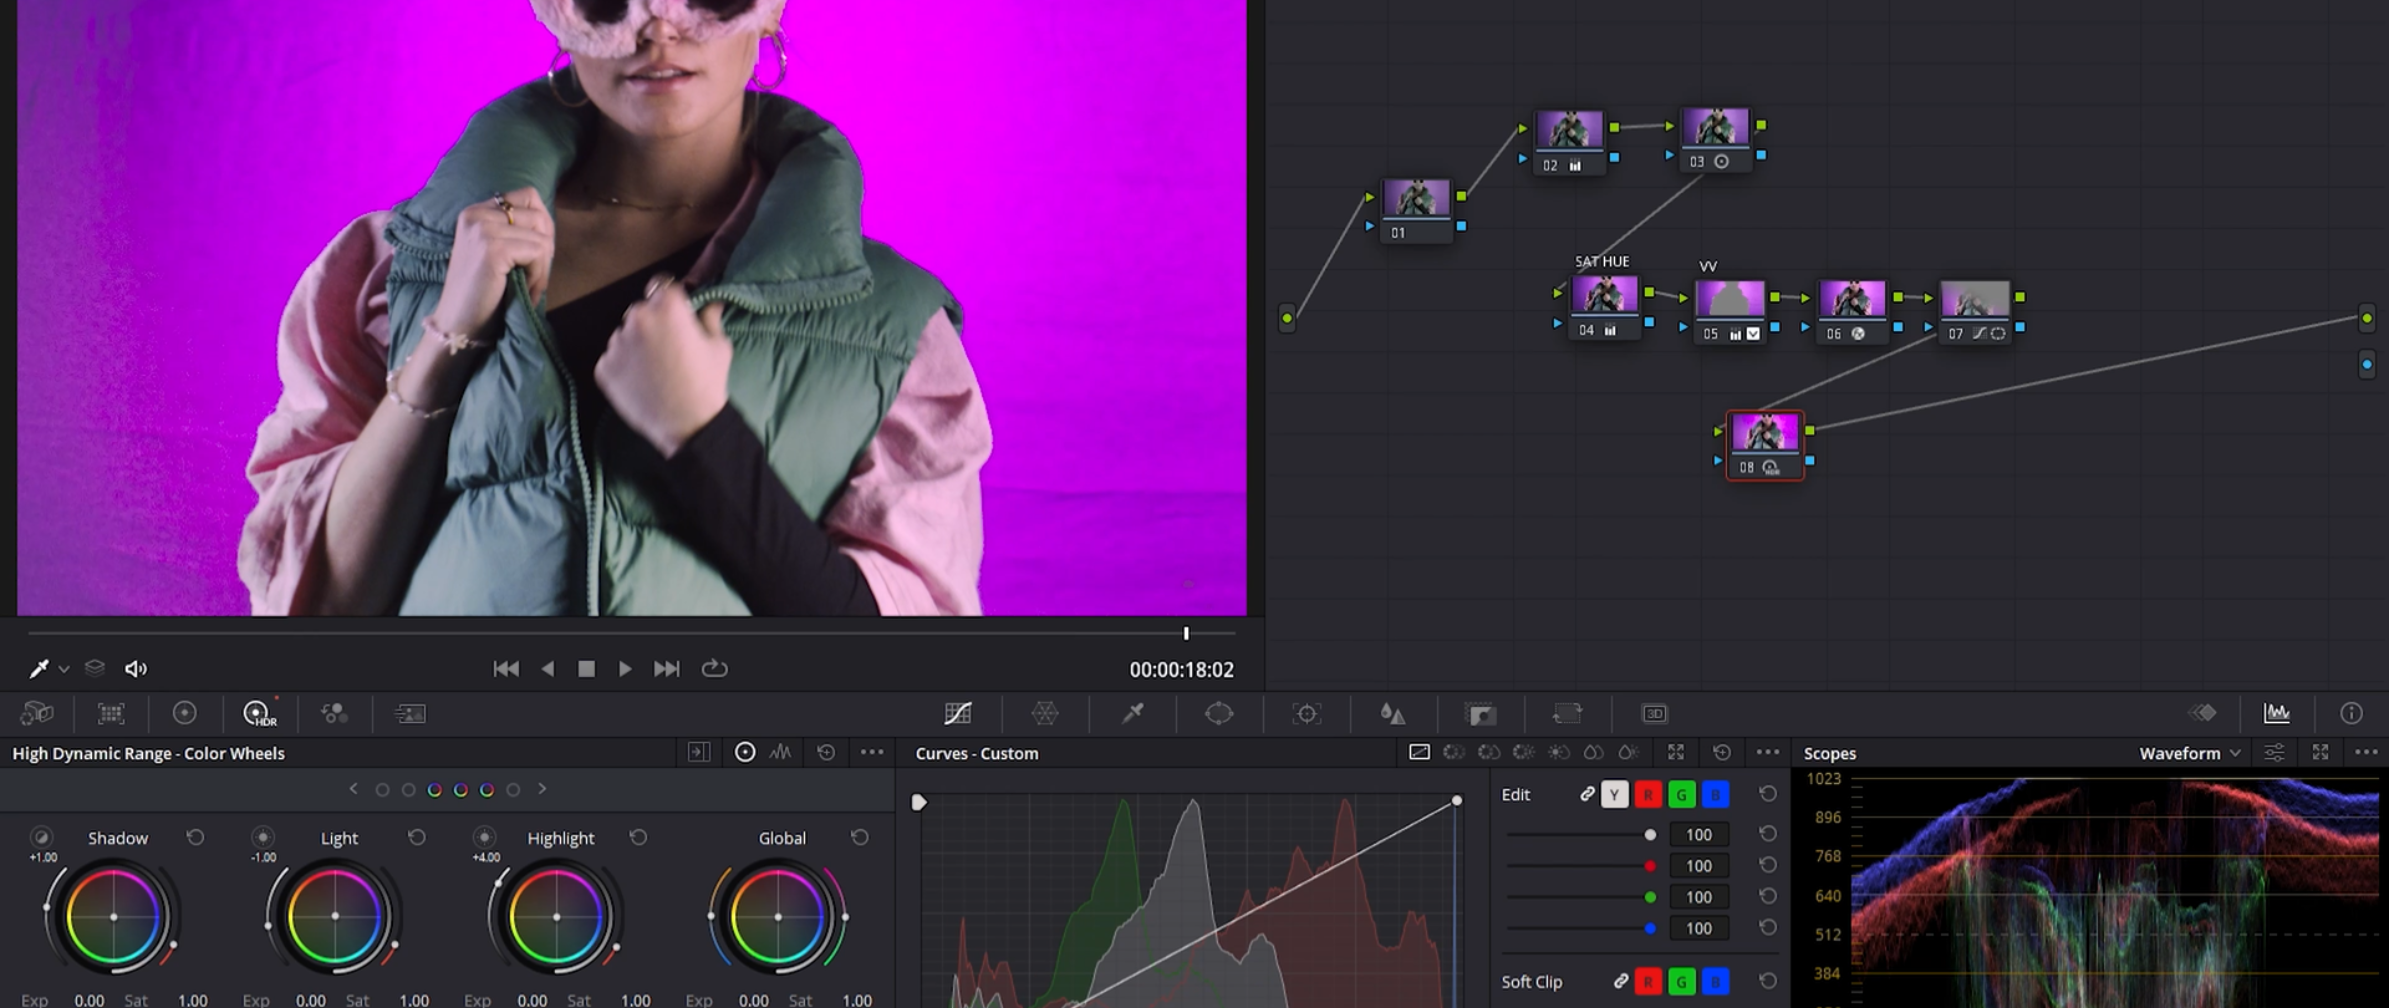 02
03
01
SAT HUE
VV
04
05
06
07
08
HDR
00:00:18:02
HDR
3D
High Dynamic Range - Color Wheels
Curves - Custom
Scopes
Waveform
Shadow
Light
Highlight
Global
+1.00
-1.00
+4.00
Exp 0.00 Sat 1.00
Exp 0.00 Sat 1.00
Exp 0.00 Sat 1.00
Exp 0.00 Sat 1.00
Edit
Y R G B
100
100
100
100
Soft Clip
R G B
1023
896
768
640
512
384